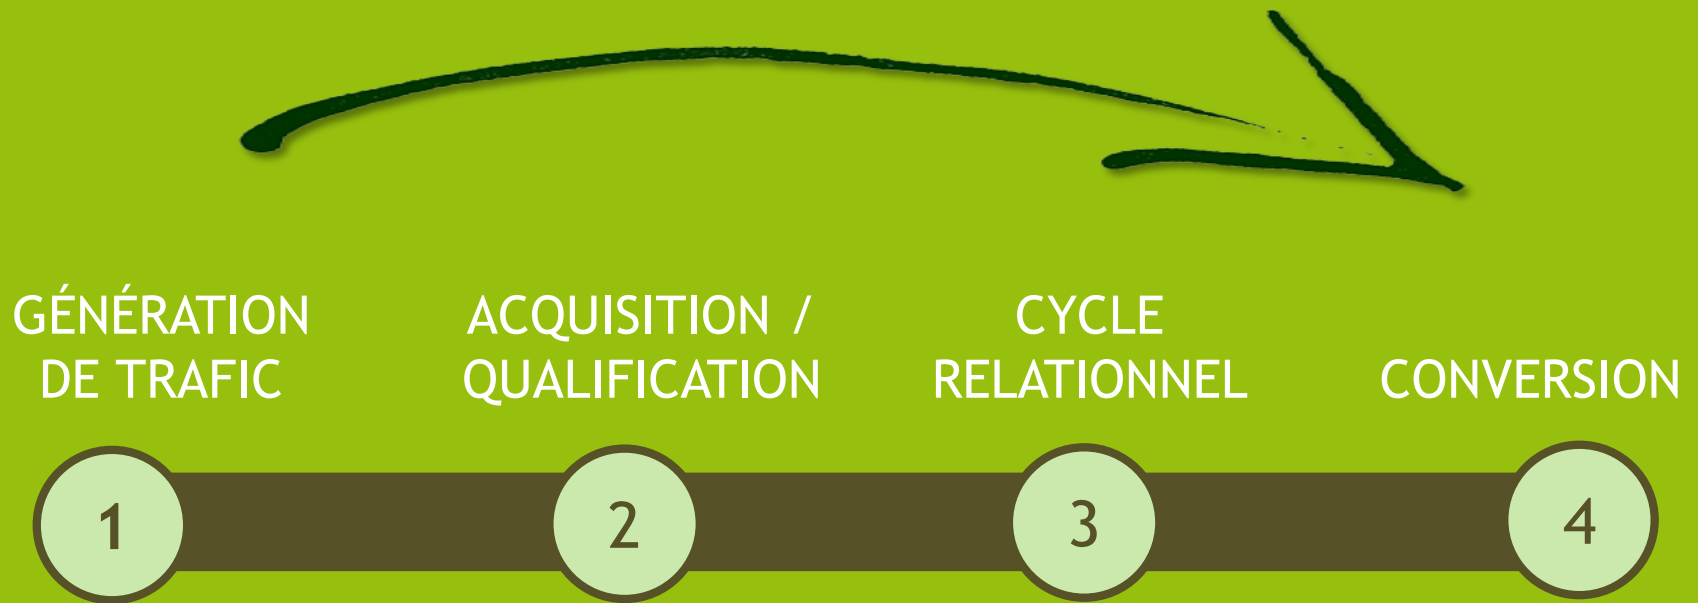 GÉNÉRATION
DE TRAFIC
ACQUISITION /
QUALIFICATION
CYCLE
RELATIONNEL
CONVERSION
1
2
3
4